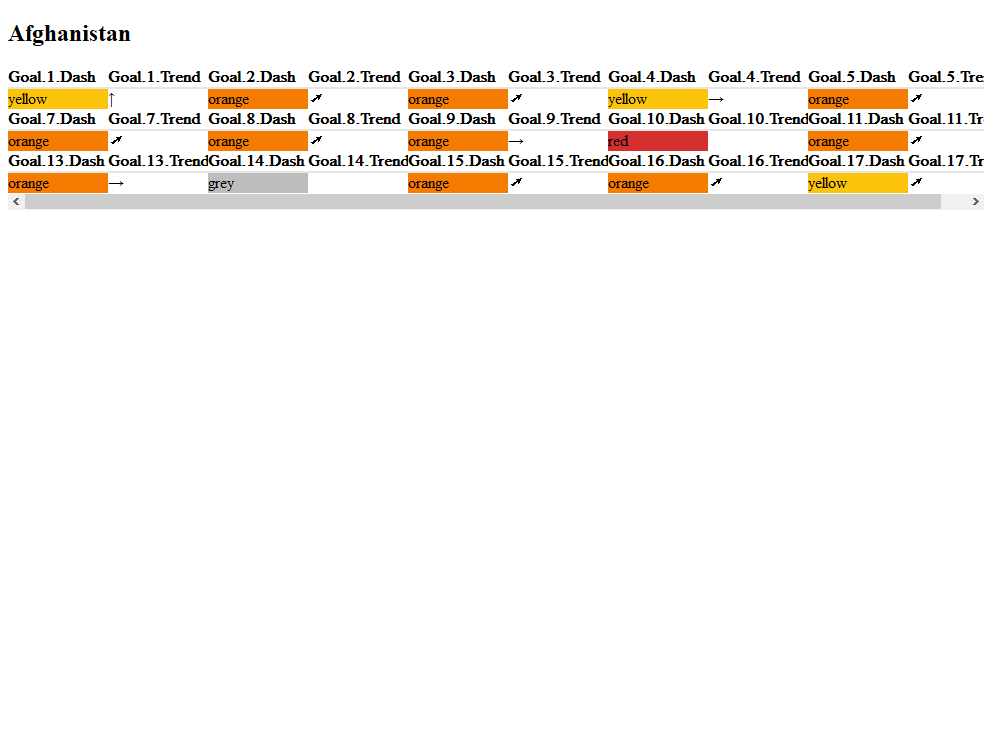 Afghanistan
Goal.1.Dash Goal.1.Trend Goal.2.Dash Goal.2.Trend Goal.3.Dash Goal.3.Trend Goal.4.Dash Goal.4.Trend Goal.5.Dash Goal.5.Tre
yellow ↑ orange ➚ orange ➚ yellow → orange ➚
Goal.7.Dash Goal.7.Trend Goal.8.Dash Goal.8.Trend Goal.9.Dash Goal.9.Trend Goal.10.Dash Goal.10.Trend Goal.11.Dash Goal.11.Tr
orange ➚ orange ➚ orange → red orange ➚
Goal.13.Dash Goal.13.Trend Goal.14.Dash Goal.14.Trend Goal.15.Dash Goal.15.Trend Goal.16.Dash Goal.16.Trend Goal.17.Dash Goal.17.Tr
orange → grey orange ➚ orange ➚ yellow ➚